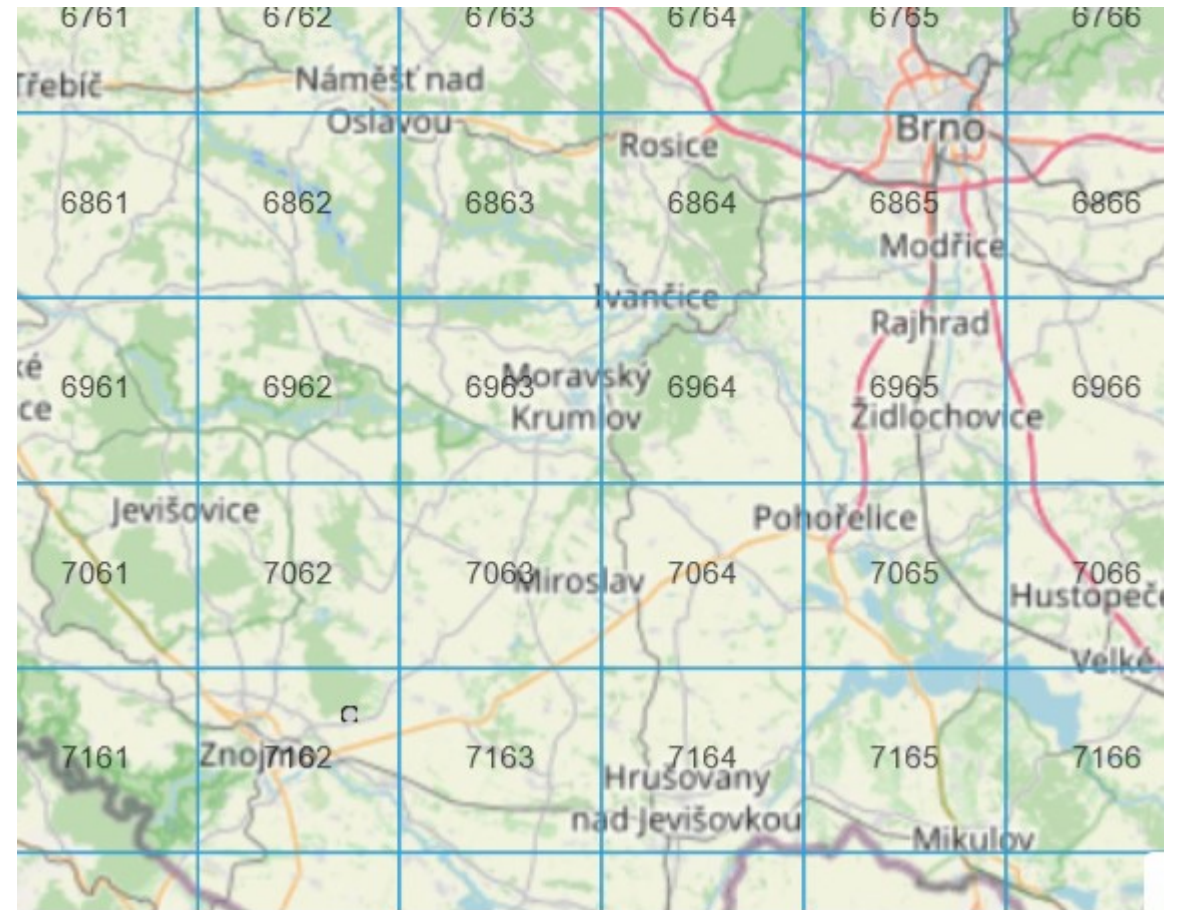 6761 6762 6763 6764 6765 6766
Třebíč Náměšť nad
Oslavou Rosice Brno
6861 6862 6863 6864 6865 6866
Modřice
Ivančice
Rajhrad
ké Moravský
6961 6962 6963 6964 6965 6966
ce Krumlov Židlochovice
Jevišovice Pohořelice
7061 7062 7063 Miroslav 7064 7065 7066
Hustopeče
Velké
7161 Znojmo 7162 7163 7164 7165 7166
Hrušovany
nad Jevišovkou
Mikulov